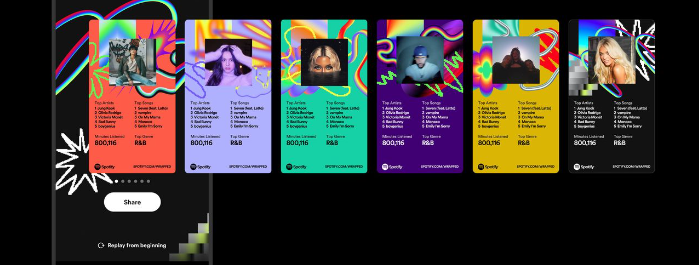 Top Artists Top Songs
1 Jung Kook 1 Seven (feat. Latto)
2 Olivia Rodrigo 2 vampire
3 Victoria Monét 3 On My Mama
4 Bad Bunny 4 Monaco
5 boygenius 5 Emily I'm Sorry
Minutes Listened Top Genre
800,116 R&B
Spotify SPOTIFY.COM/WRAPPED
Top Artists Top Songs
1 Jung Kook 1 Seven (feat. Latto)
2 Olivia Rodrigo 2 vampire
3 Victoria Monét 3 On My Mama
4 Bad Bunny 4 Monaco
5 boygenius 5 Emily I'm Sorry
Minutes Listened Top Genre
800,116 R&B
Spotify SPOTIFY.COM/WRAPPED
Top Artists Top Songs
1 Jung Kook 1 Seven (feat. Latto)
2 Olivia Rodrigo 2 vampire
3 Victoria Monét 3 On My Mama
4 Bad Bunny 4 Monaco
5 boygenius 5 Emily I'm Sorry
Minutes Listened Top Genre
800,116 R&B
Spotify SPOTIFY.COM/WRAPPED
Top Artists Top Songs
1 Jung Kook 1 Seven (feat. Latto)
2 Olivia Rodrigo 2 vampire
3 Victoria Monét 3 On My Mama
4 Bad Bunny 4 Monaco
5 boygenius 5 Emily I'm Sorry
Minutes Listened Top Genre
800,116 R&B
Spotify SPOTIFY.COM/WRAPPED
Top Artists Top Songs
1 Jung Kook 1 Seven (feat. Latto)
2 Olivia Rodrigo 2 vampire
3 Victoria Monét 3 On My Mama
4 Bad Bunny 4 Monaco
5 boygenius 5 Emily I'm Sorry
Minutes Listened Top Genre
800,116 R&B
Spotify SPOTIFY.COM/WRAPPED
Top Artists Top Songs
1 Jung Kook 1 Seven (feat. Latto)
2 Olivia Rodrigo 2 vampire
3 Victoria Monét 3 On My Mama
4 Bad Bunny 4 Monaco
5 boygenius 5 Emily I'm Sorry
Minutes Listened Top Genre
800,116 R&B
Spotify SPOTIFY.COM/WRAPPED
Share
Replay from beginning